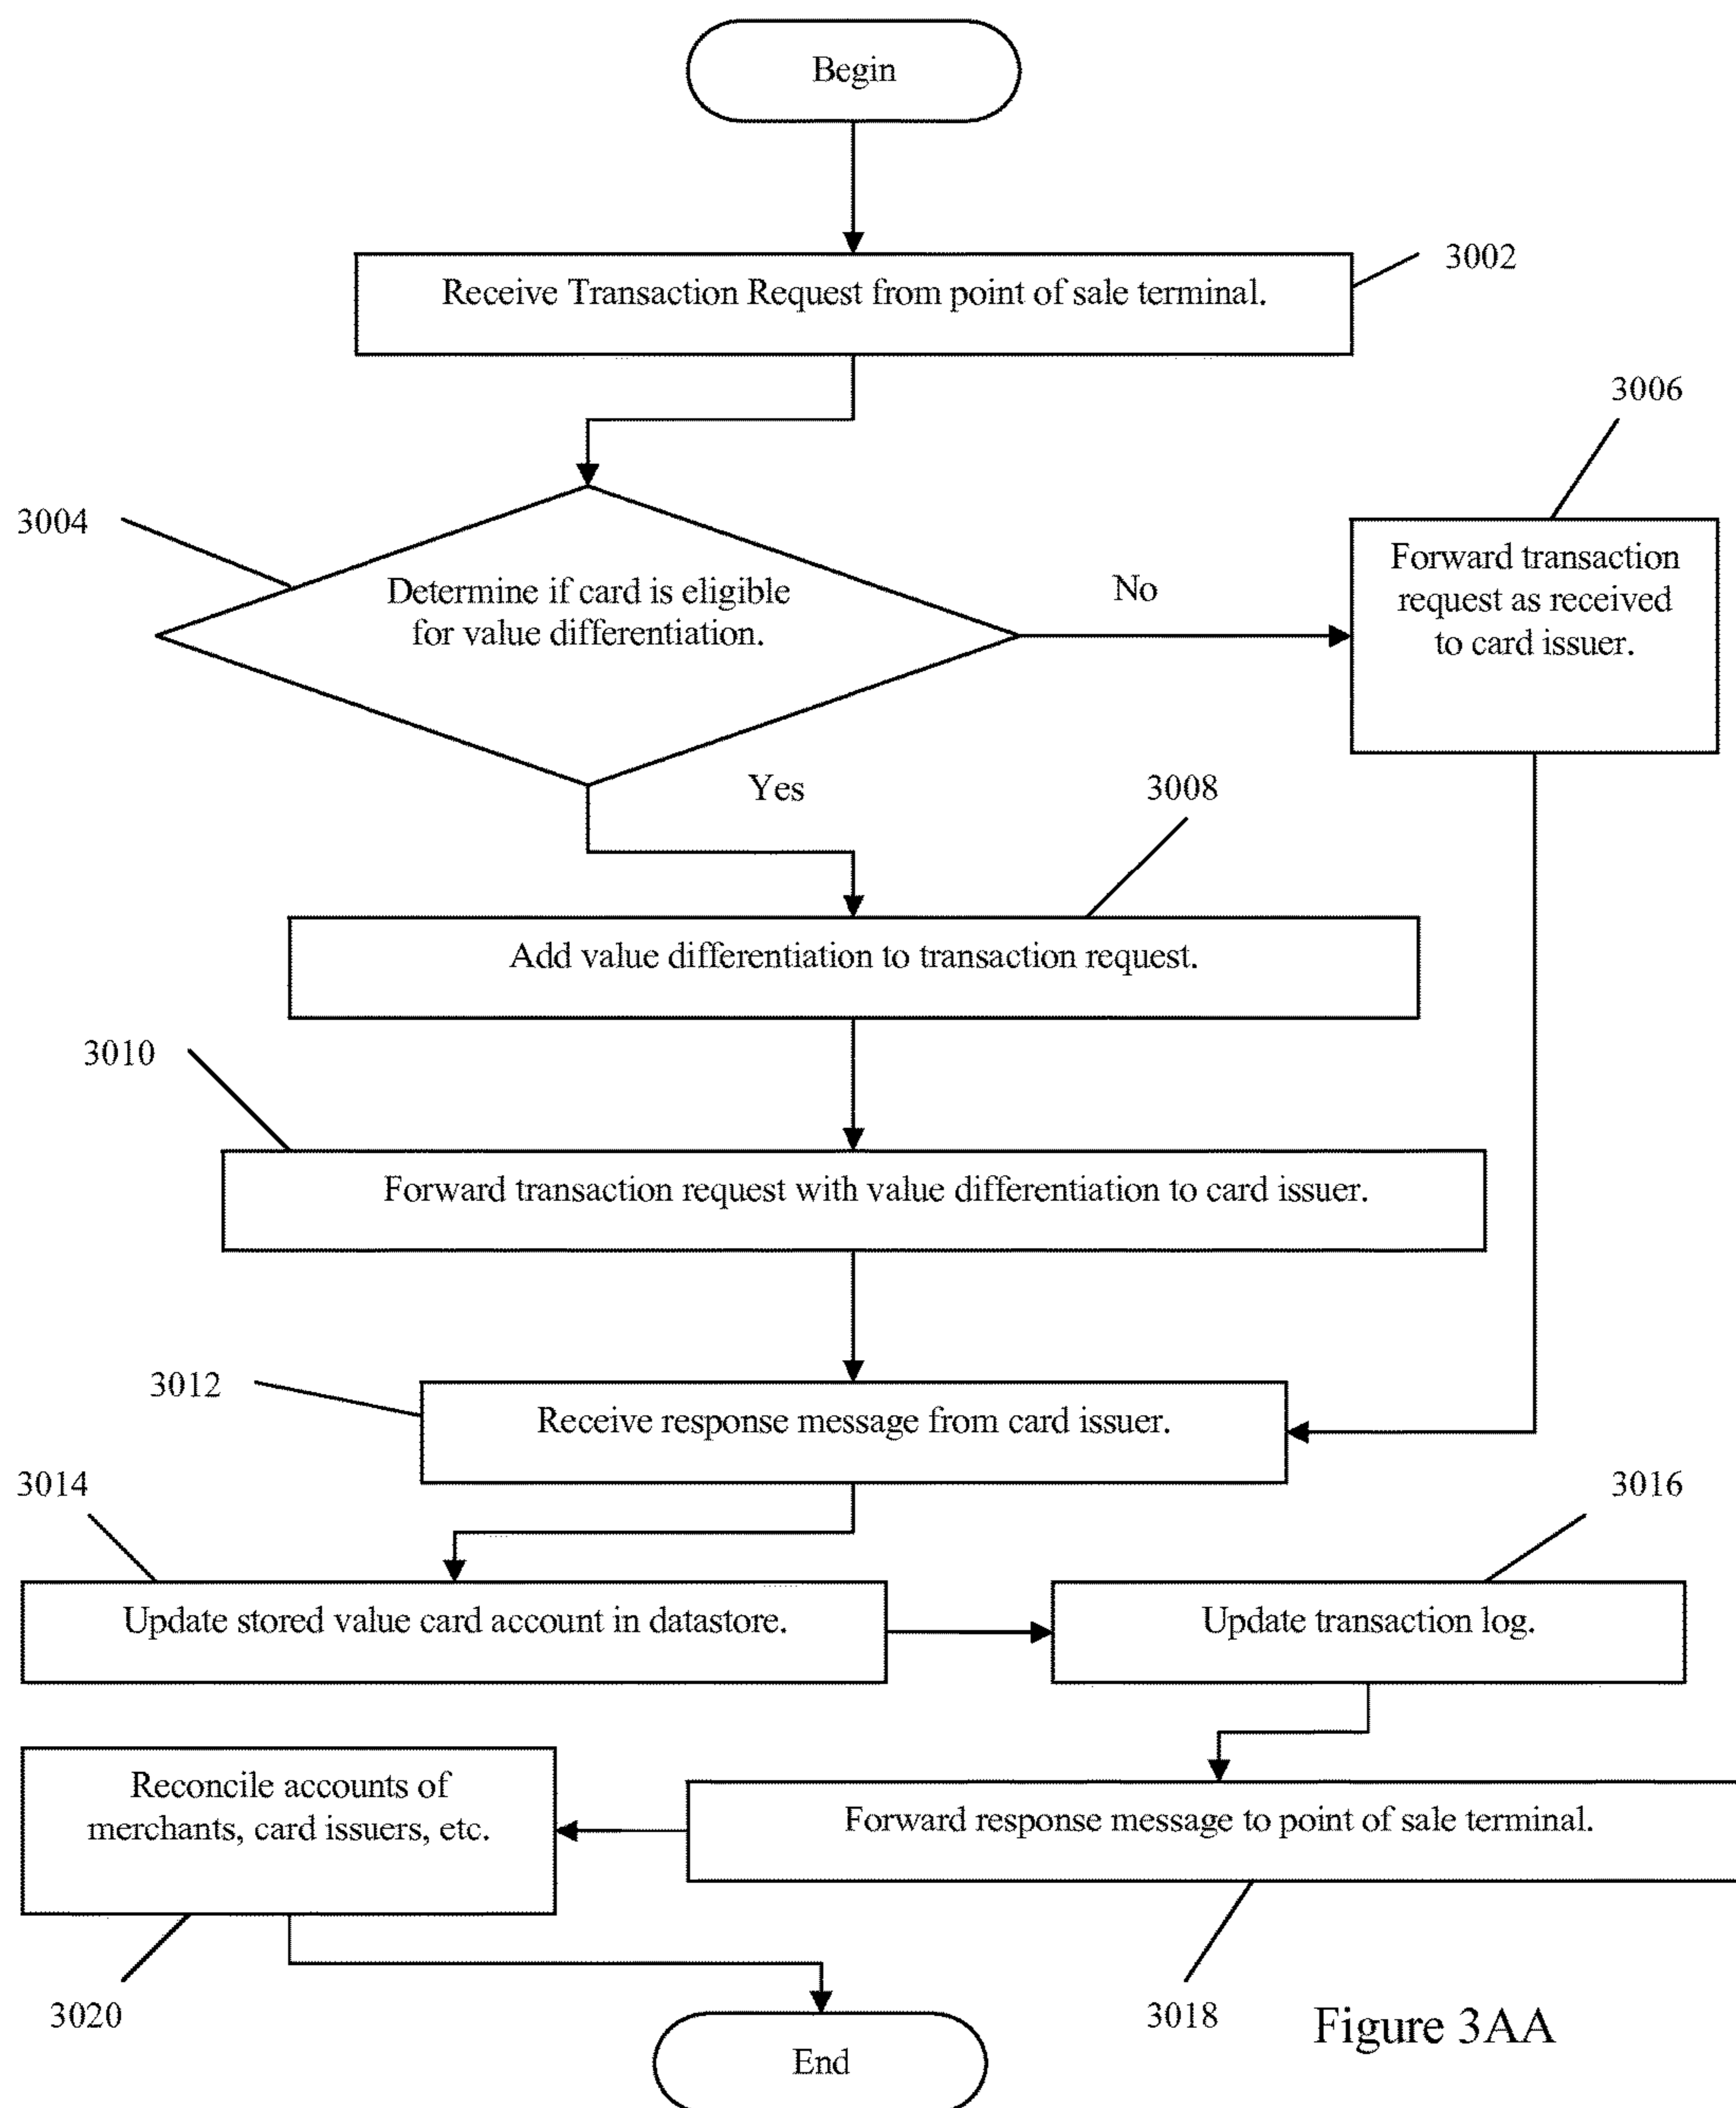 Begin
3002
Receive Transaction Request from point of sale terminal.
3006
3004
Forward transaction
request as received
to card issuer.
Determine if card is eligible
for value differentiation.
No
Yes
3008
Add value differentiation to transaction request.
3010
Forward transaction request with value differentiation to card issuer.
3012
Receive response message from card issuer.
3014
3016
Update stored value card account in datastore.
Update transaction log.
Reconcile accounts of
merchants, card issuers, etc.
Forward response message to point of sale terminal.
3020
3018
Figure 3AA
End